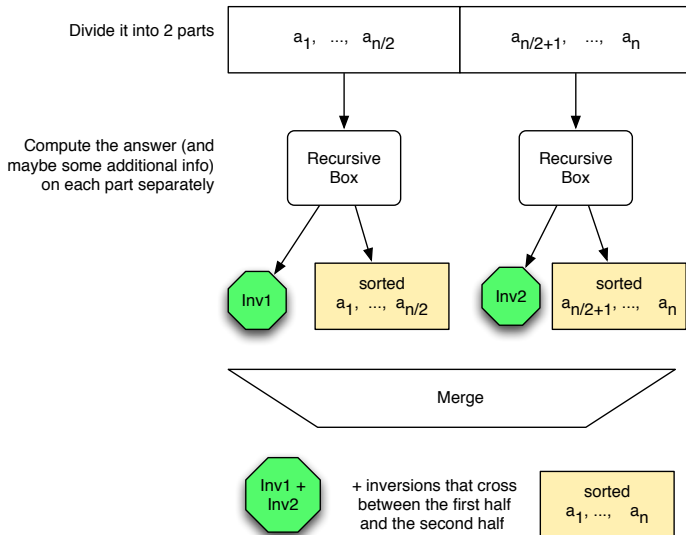 Divide it into 2 parts
a1, ..., an/2
an/2+1, ..., an
Compute the answer (and
maybe some additional info)
on each part separately
Recursive
Box
Recursive
Box
Inv1
sorted
a1, ..., an/2
Inv2
sorted
an/2+1, ..., an
Merge
Inv1 +
Inv2
+ inversions that cross
between the first half
and the second half
sorted
a1, ..., an